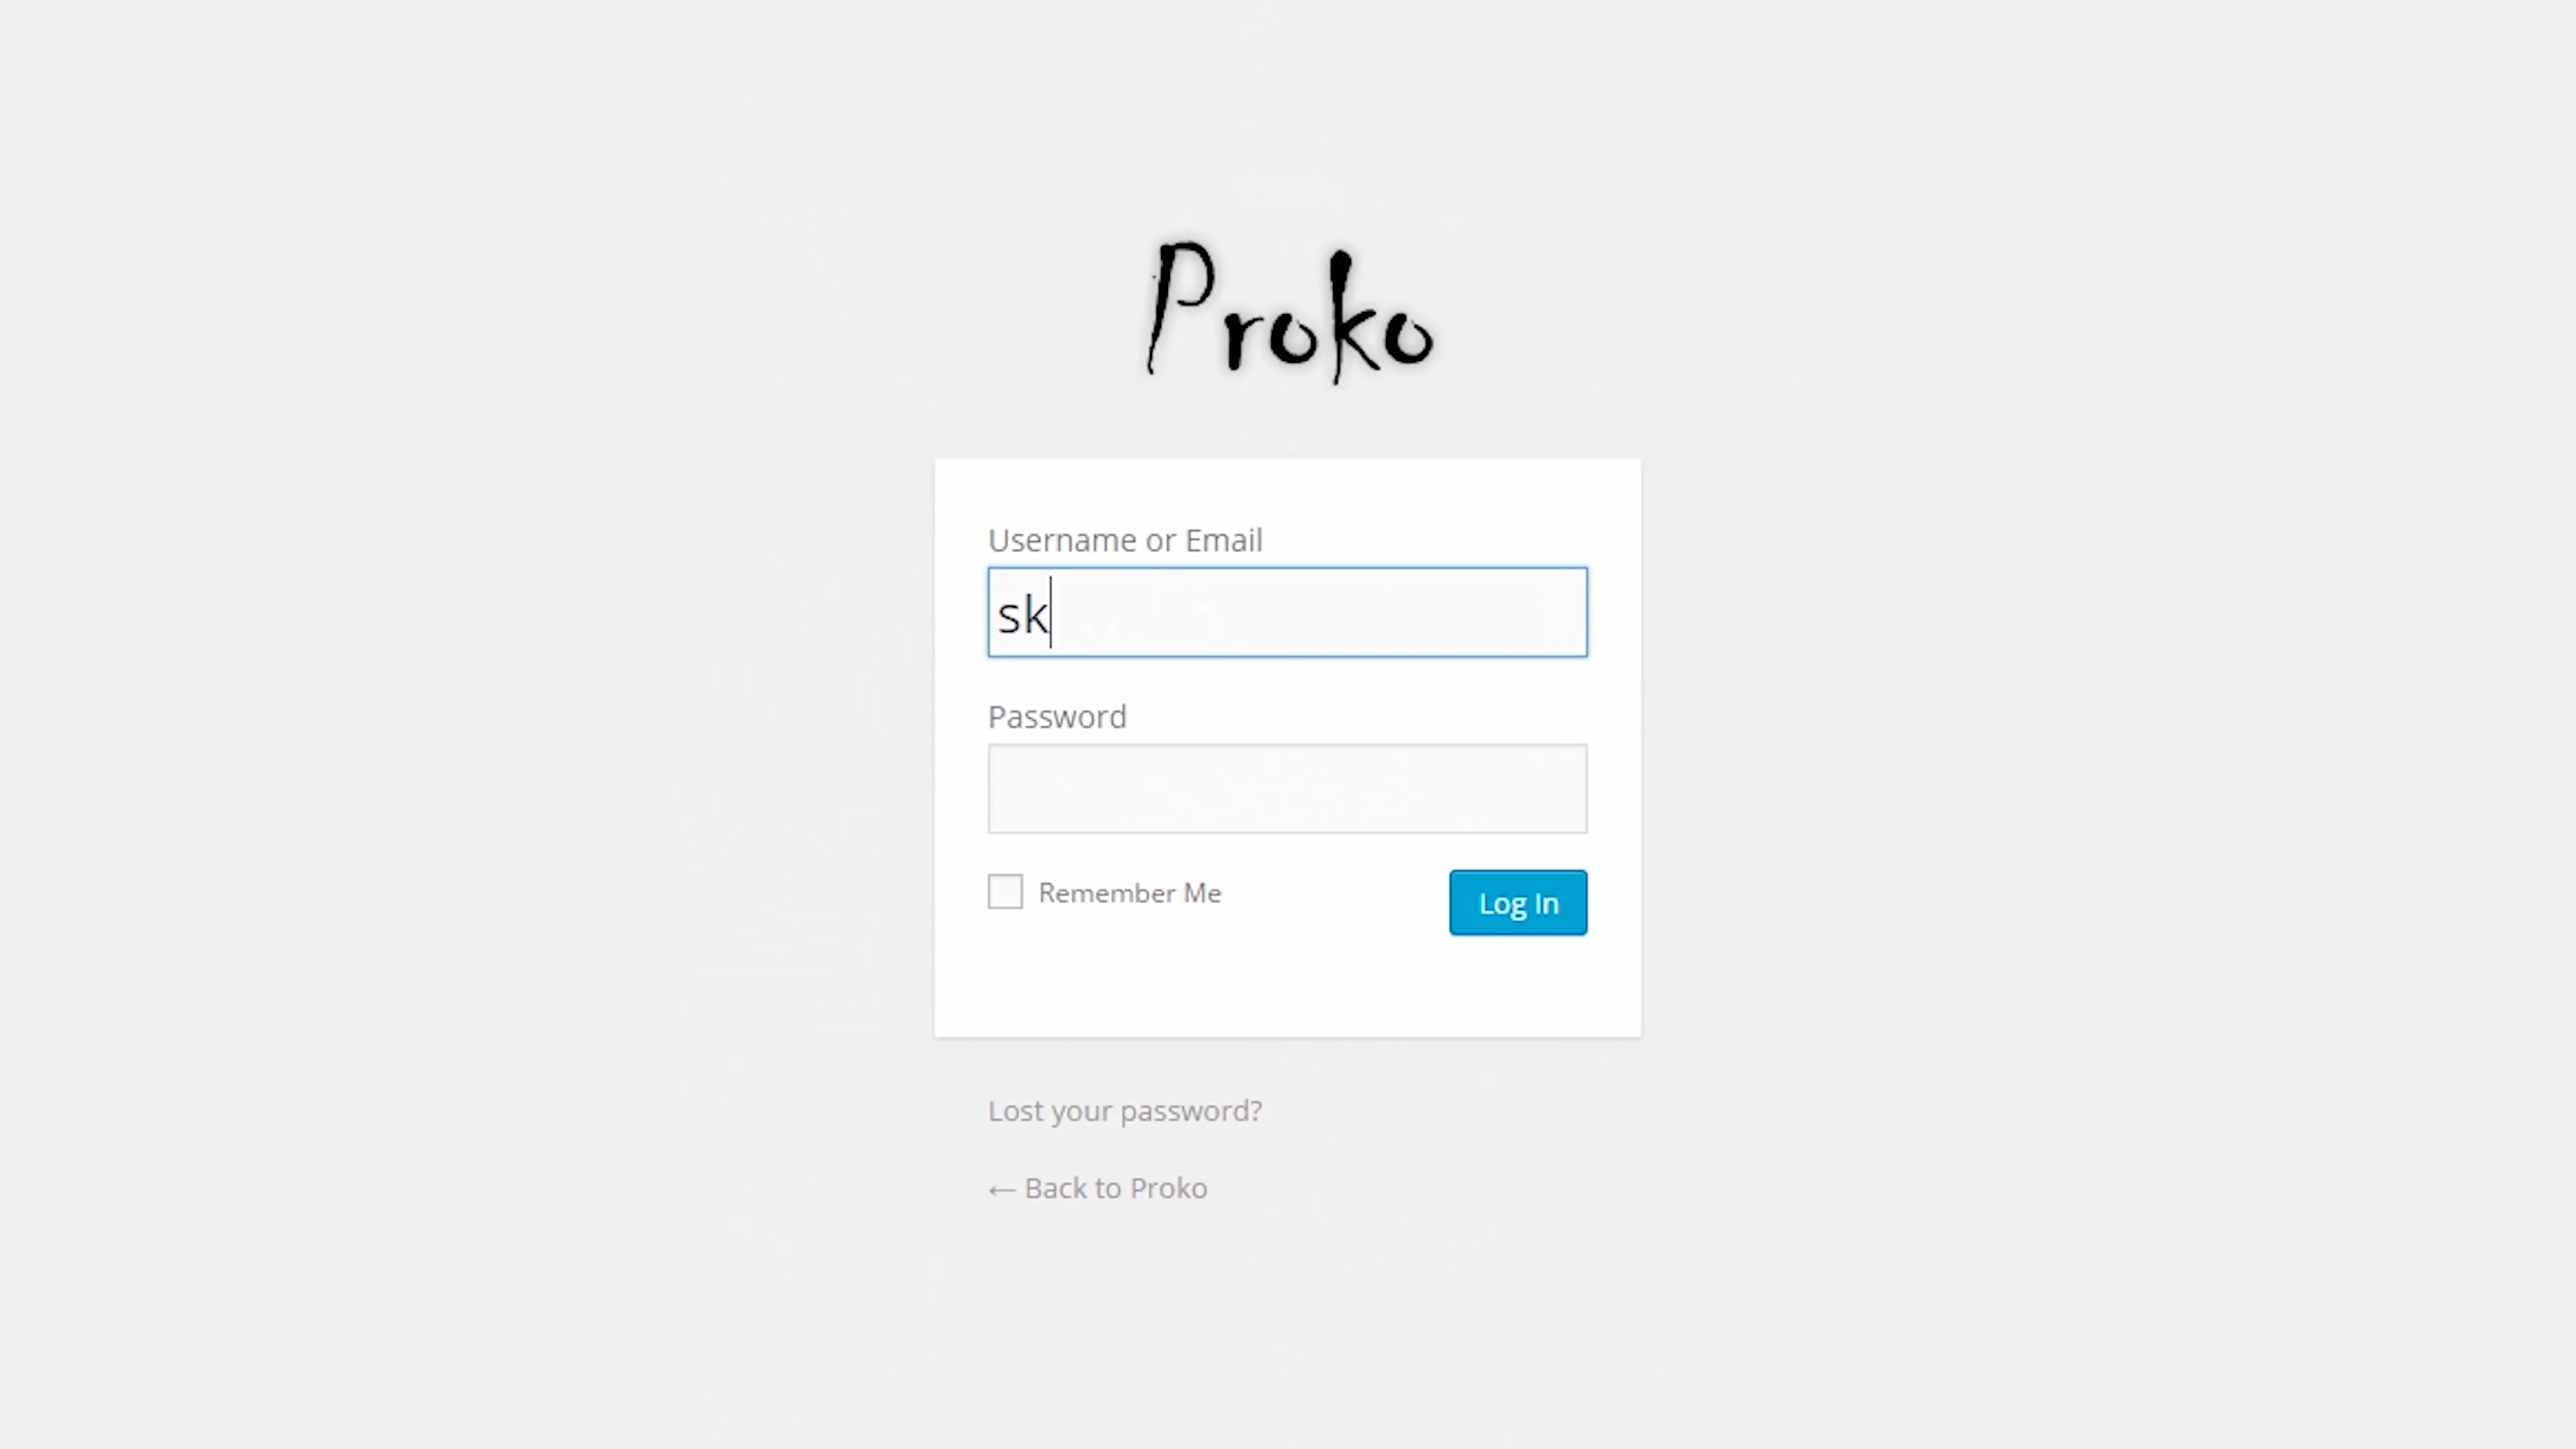 Proko
Username or Email
sk
Password
Remember Me
Log In
Lost your password?
← Back to Proko